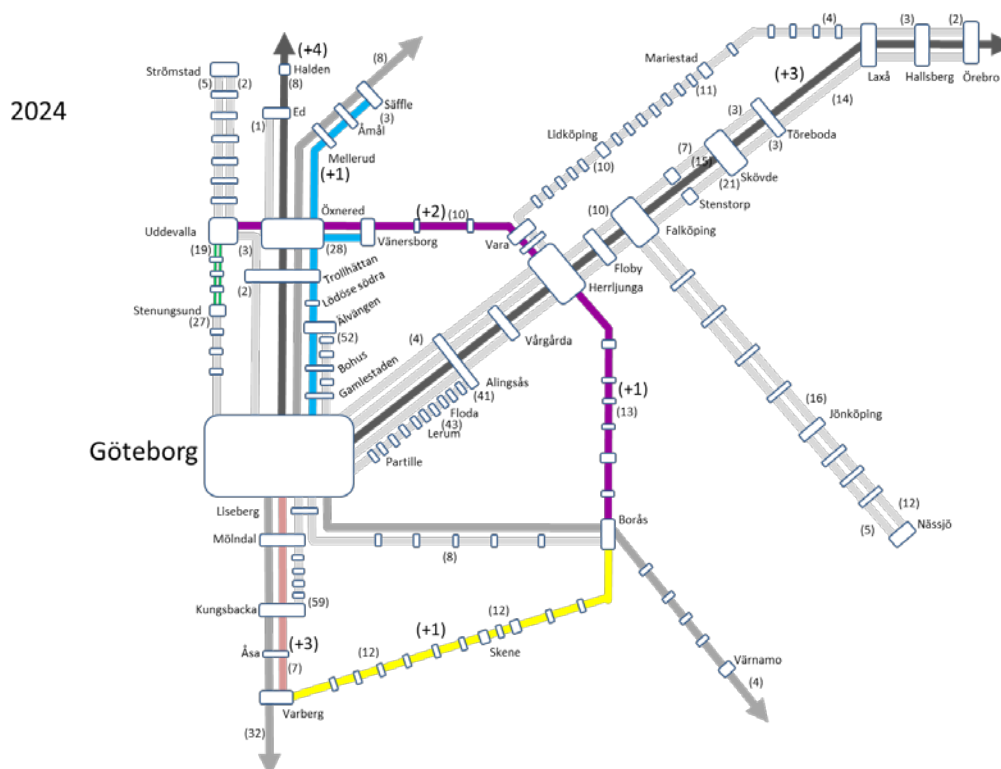 2024
(4)
(3)
(2)
(+4)
(8)
Strömstad
Halden
Mariestad
(5)
(2)
(8)
(+3)
Laxå
Hallsberg
Örebro
(11)
Säffle
(14)
Ed
(3)
(1)
Åmål
(3)
Töreboda
Lidköping
(3)
Mellerud
(7)
(10)
(15)
(+1)
Skövde
(21)
Stenstorp
Öxnered
(+2)
(10)
(10)
Uddevalla
Vara
Falköping
(19)
(3)
(28)
Vänersborg
Floby
Trollhättan
Herrljunga
(2)
Lödöse södra
Stenungsund
(27)
Älvängen
(52)
(4)
Vårgårda
Bohus
Gamlestaden
Alingsås
(41)
(+1)
Floda
(16)
(43)
(13)
Jönköping
Lerum
Göteborg
Partille
(12)
Liseberg
Borås
Nässjö
(5)
Mölndal
(8)
(59)
Kungsbacka
(12)
(+1)
Åsa
(+3)
Skene
(12)
(7)
Värnamo
(4)
Varberg
(32)